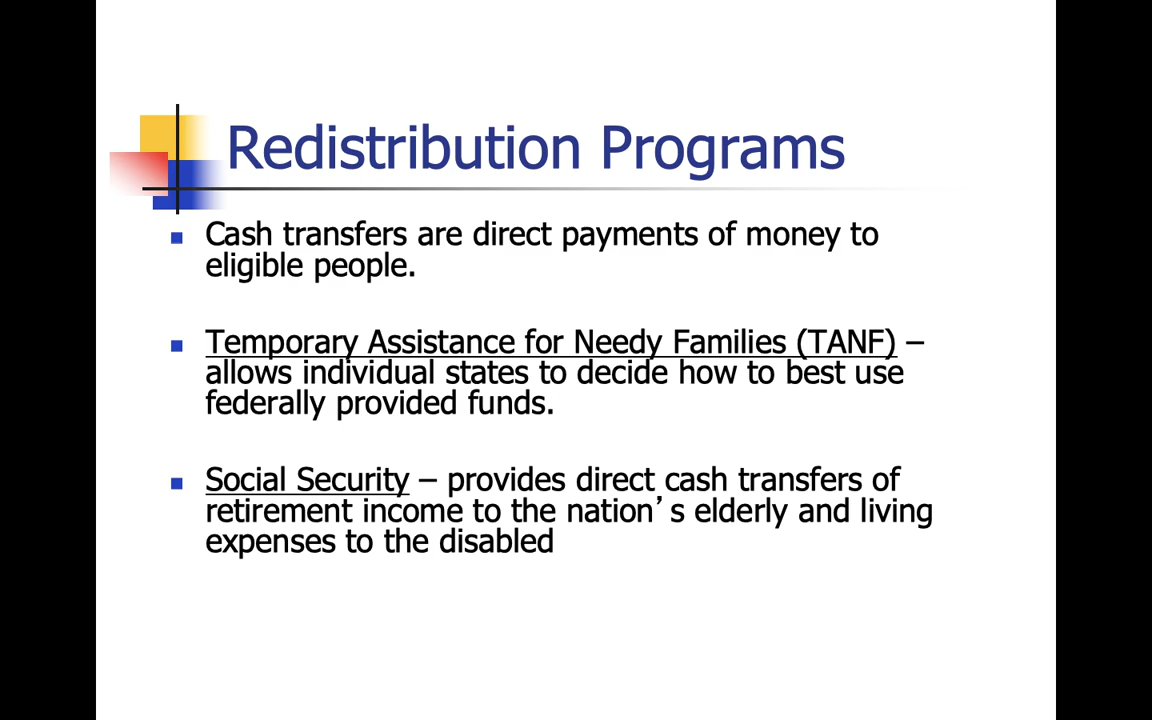 Redistribution Programs
Cash transfers are direct payments of money to
eligible people.
Temporary Assistance for Needy Families (TANF) –
allows individual states to decide how to best use
federally provided funds.
Social Security – provides direct cash transfers of
retirement income to the nation’s elderly and living
expenses to the disabled